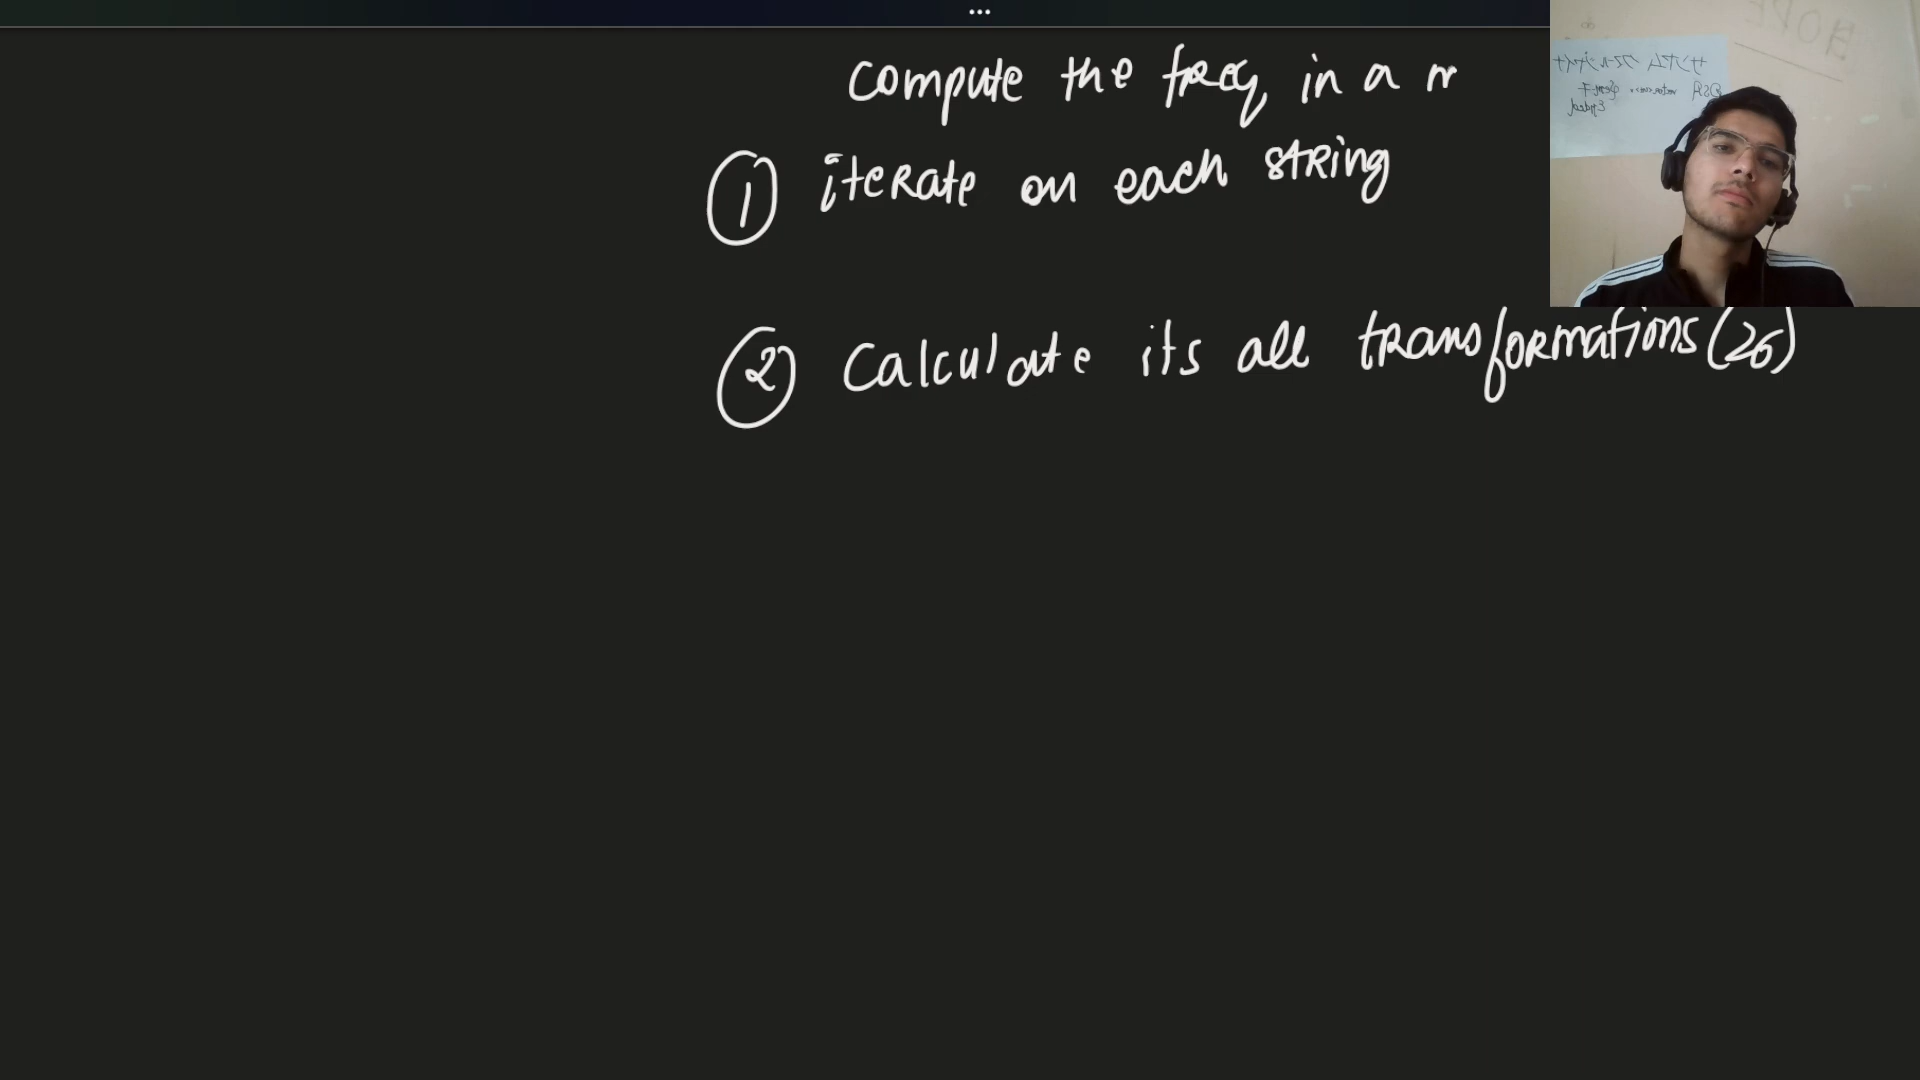 compute the freq in a m
① iterate on each string
② Calculate its all transformations (26)